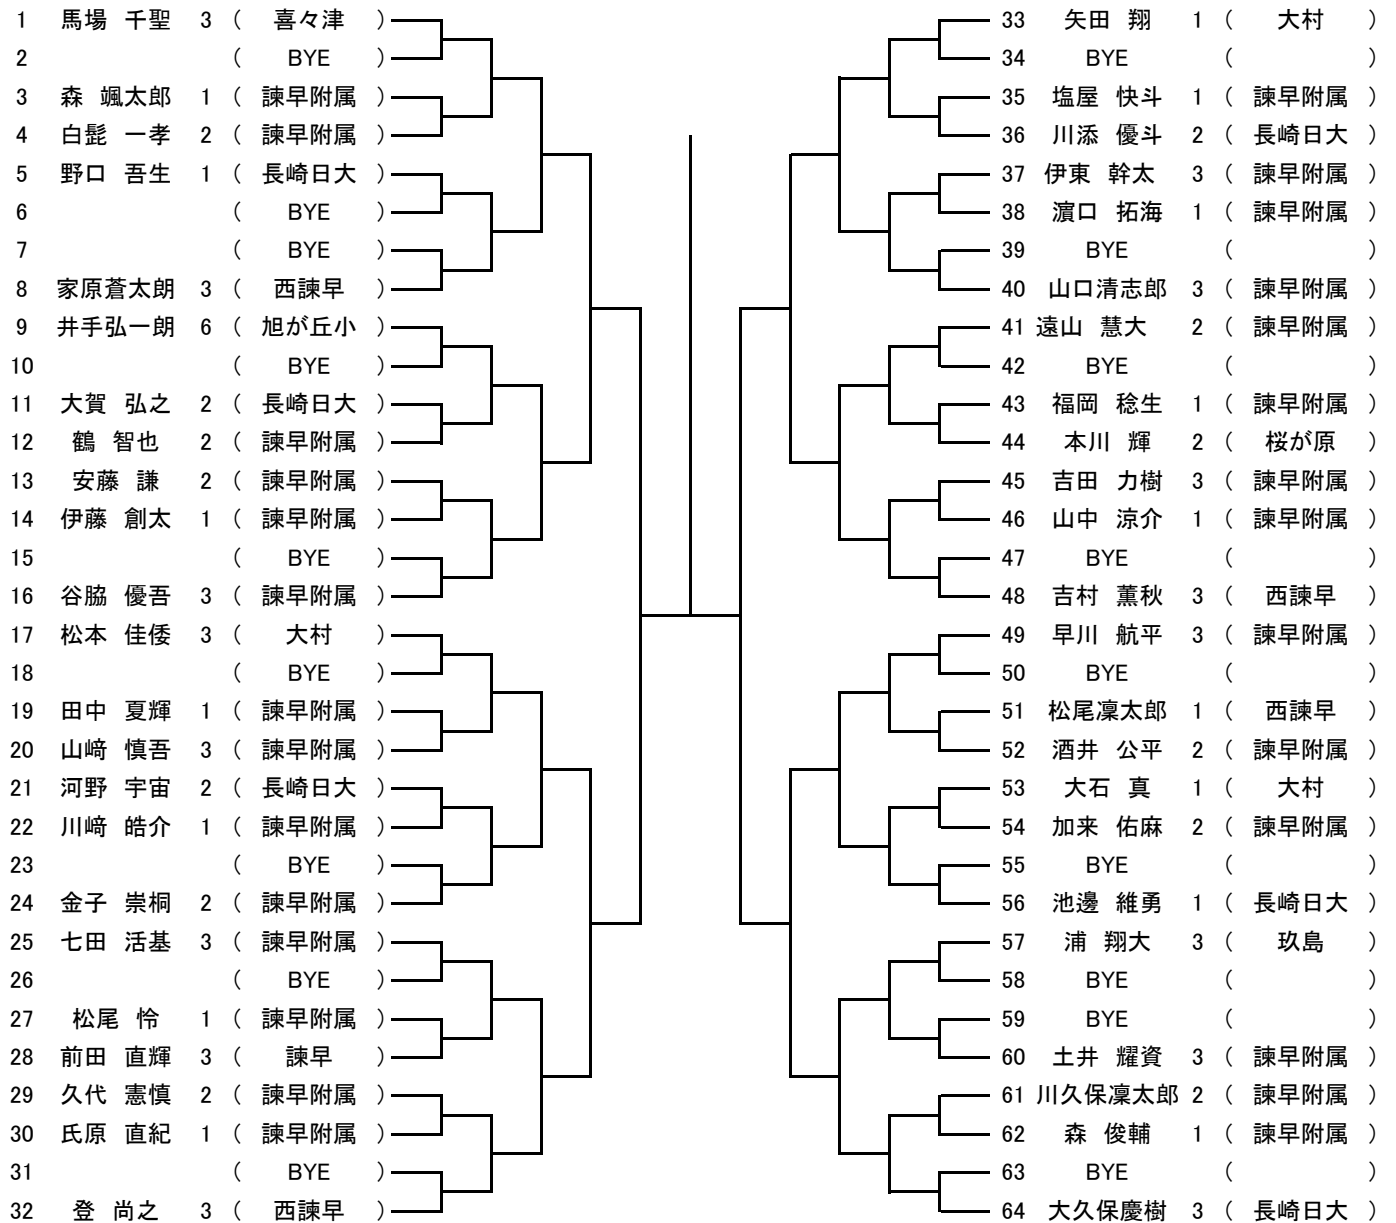 1 馬場 千聖 3 ( 喜々津 )
2 ( BYE )
3 森 颯太郎 1 ( 諫早附属 )
4 白髭 一孝 2 ( 諫早附属 )
5 野口 吾生 1 ( 長崎日大 )
6 ( BYE )
7 ( BYE )
8 家原蒼太朗 3 ( 西諫早 )
9 井手弘一朗 6 ( 旭が丘小 )
10 ( BYE )
11 大賀 弘之 2 ( 長崎日大 )
12 鶴 智也 2 ( 諫早附属 )
13 安藤 謙 2 ( 諫早附属 )
14 伊藤 創太 1 ( 諫早附属 )
15 ( BYE )
16 谷脇 優吾 3 ( 諫早附属 )
17 松本 佳倭 3 ( 大村 )
18 ( BYE )
19 田中 夏輝 1 ( 諫早附属 )
20 山﨑 慎吾 3 ( 諫早附属 )
21 河野 宇宙 2 ( 長崎日大 )
22 川﨑 皓介 1 ( 諫早附属 )
23 ( BYE )
24 金子 崇桐 2 ( 諫早附属 )
25 七田 活基 3 ( 諫早附属 )
26 ( BYE )
27 松尾 怜 1 ( 諫早附属 )
28 前田 直輝 3 ( 諫早 )
29 久代 憲慎 2 ( 諫早附属 )
30 氏原 直紀 1 ( 諫早附属 )
31 ( BYE )
32 登 尚之 3 ( 西諫早 )
33 矢田 翔 1 ( 大村 )
34 BYE ( )
35 塩屋 快斗 1 ( 諫早附属 )
36 川添 優斗 2 ( 長崎日大 )
37 伊東 幹太 3 ( 諫早附属 )
38 濵口 拓海 1 ( 諫早附属 )
39 BYE ( )
40 山口清志郎 3 ( 諫早附属 )
41 遠山 慧大 2 ( 諫早附属 )
42 BYE ( )
43 福岡 稔生 1 ( 諫早附属 )
44 本川 輝 2 ( 桜が原 )
45 吉田 力樹 3 ( 諫早附属 )
46 山中 涼介 1 ( 諫早附属 )
47 BYE ( )
48 吉村 薫秋 3 ( 西諫早 )
49 早川 航平 3 ( 諫早附属 )
50 BYE ( )
51 松尾凜太郎 1 ( 西諫早 )
52 酒井 公平 2 ( 諫早附属 )
53 大石 真 1 ( 大村 )
54 加来 佑麻 2 ( 諫早附属 )
55 BYE ( )
56 池邊 維勇 1 ( 長崎日大 )
57 浦 翔大 3 ( 玖島 )
58 BYE ( )
59 BYE ( )
60 土井 耀資 3 ( 諫早附属 )
61 川久保凜太郎 2 ( 諫早附属 )
62 森 俊輔 1 ( 諫早附属 )
63 BYE ( )
64 大久保慶樹 3 ( 長崎日大 )